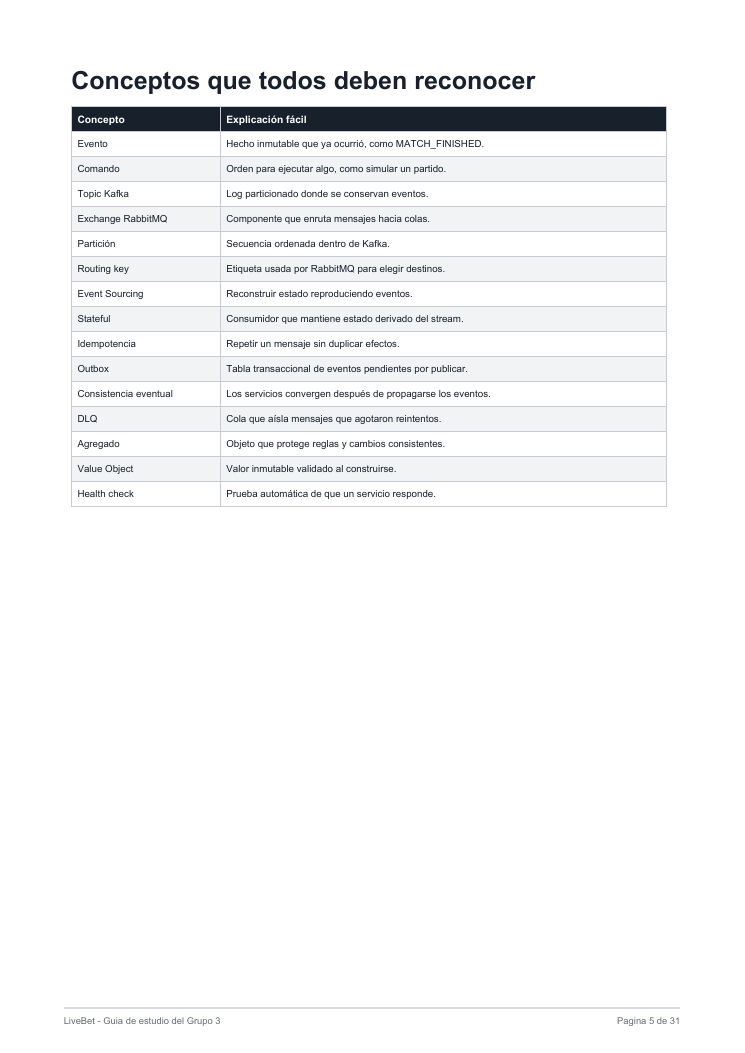 Conceptos que todos deben reconocer
Concepto Explicación fácil
Evento Hecho inmutable que ya ocurrió, como MATCH_FINISHED.
Comando Orden para ejecutar algo, como simular un partido.
Topic Kafka Log particionado donde se conservan eventos.
Exchange RabbitMQ Componente que enruta mensajes hacia colas.
Partición Secuencia ordenada dentro de Kafka.
Routing key Etiqueta usada por RabbitMQ para elegir destinos.
Event Sourcing Reconstruir estado reproduciendo eventos.
Stateful Consumidor que mantiene estado derivado del stream.
Idempotencia Repetir un mensaje sin duplicar efectos.
Outbox Tabla transaccional de eventos pendientes por publicar.
Consistencia eventual Los servicios convergen después de propagarse los eventos.
DLQ Cola que aísla mensajes que agotaron reintentos.
Agregado Objeto que protege reglas y cambios consistentes.
Value Object Valor inmutable validado al construirse.
Health check Prueba automática de que un servicio responde.
LiveBet - Guia de estudio del Grupo 3 Pagina 5 de 31